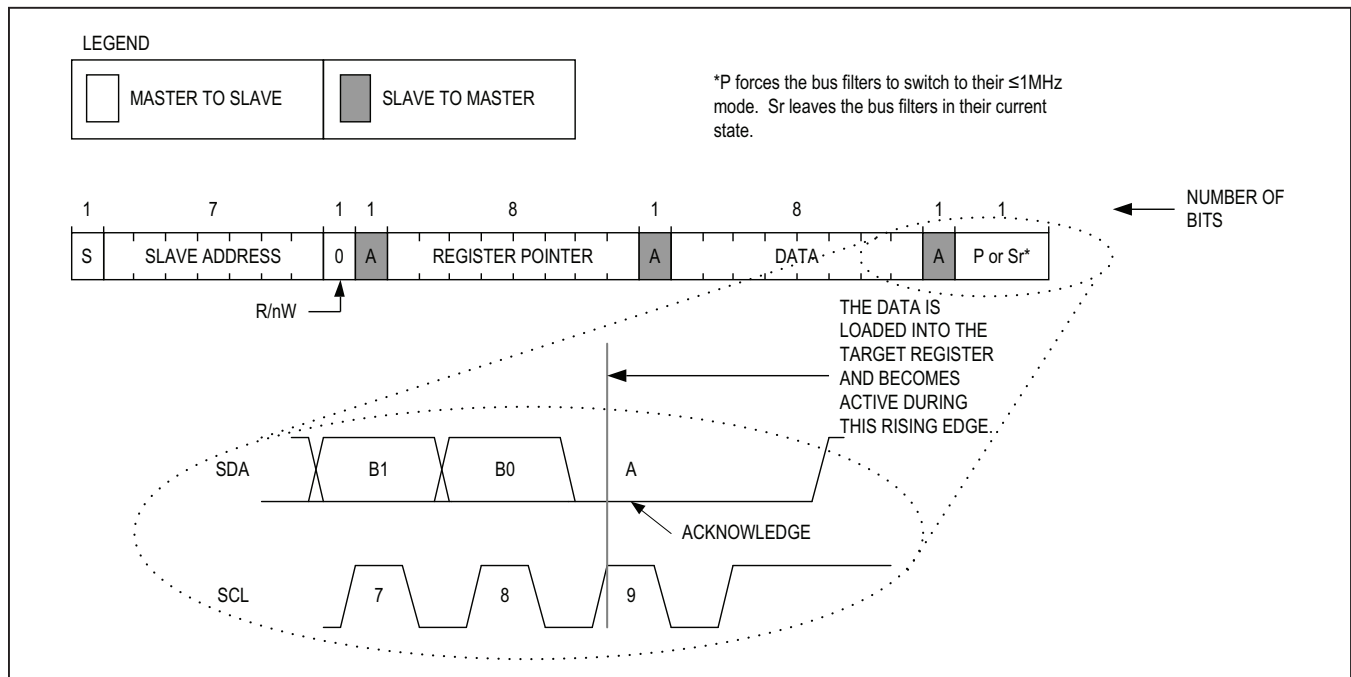 LEGEND
MASTER TO SLAVE
SLAVE TO MASTER
*P forces the bus filters to switch to their ≤1MHz
mode. Sr leaves the bus filters in their current
state.
1 7 1 1 8 1 8 1 1
NUMBER OF
BITS
S SLAVE ADDRESS 0 A REGISTER POINTER A DATA A P or Sr*
R/nW
THE DATA IS
LOADED INTO THE
TARGET REGISTER
AND BECOMES
ACTIVE DURING
THIS RISING EDGE.
SDA B1 B0 A
ACKNOWLEDGE
SCL 7 8 9